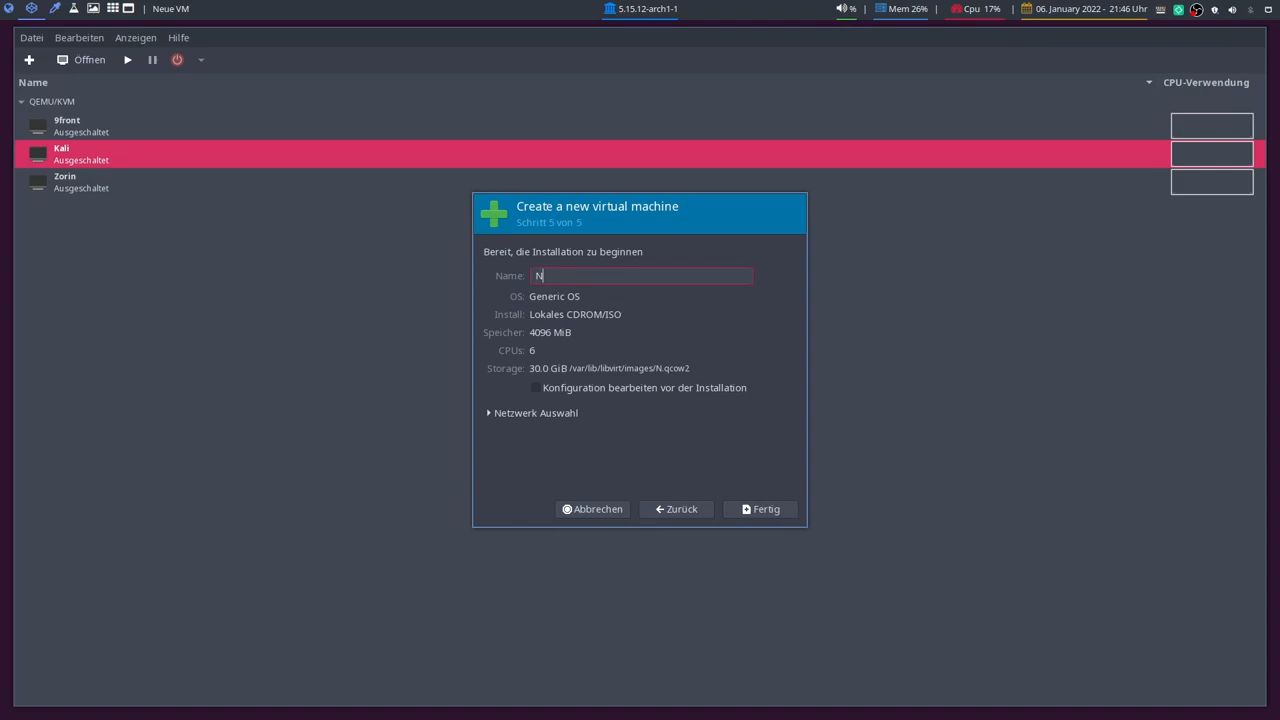 Neue VM
5.15.12-arch1-1
%
Mem 26%
Cpu 17%
06. January 2022 - 21:46 Uhr
Datei Bearbeiten Anzeigen Hilfe
Öffnen
Name CPU-Verwendung
QEMU/KVM
9front
Ausgeschaltet
Kali
Ausgeschaltet
Zorin
Ausgeschaltet
Create a new virtual machine
Schritt 5 von 5
Bereit, die Installation zu beginnen
Name: N
OS: Generic OS
Install: Lokales CDROM/ISO
Speicher: 4096 MiB
CPUs: 6
Storage: 30.0 GiB /var/lib/libvirt/images/N.qcow2
Konfiguration bearbeiten vor der Installation
Netzwerk Auswahl
Abbrechen Zurück Fertig